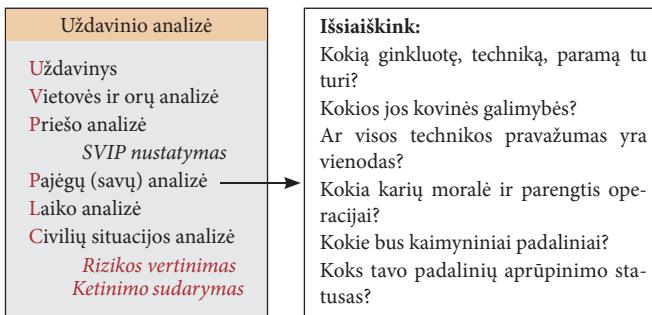 Uždavinio analizė
Uždavinys
Vietovės ir orų analizė
Priešo analizė
SVIP nustatymas
Pajėgų (savų) analizė
Laiko analizė
Civilių situacijos analizė
Rizikos vertinimas
Ketinimo sudarymas
Išsiaiškink:
Kokią ginkluotę, techniką, paramą tu
turi?
Kokios jos kovinės galimybės?
Ar visos technikos pravažumas yra
vienodas?
Kokia karių moralė ir parengtis ope-
racijai?
Kokie bus kaimyniniai padaliniai?
Koks tavo padalinių aprūpinimo sta-
tusas?